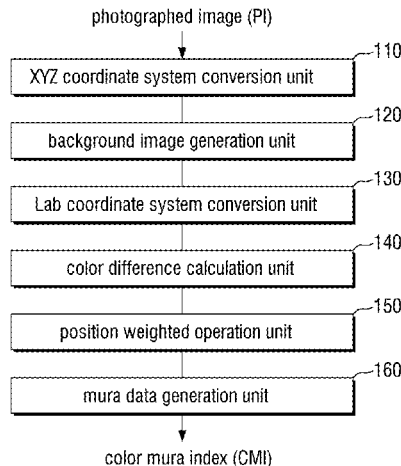 photographed image (PI)
110
XYZ coordinate system conversion unit
120
background image generation unit
130
Lab coordinate system conversion unit
140
color difference calculation unit
150
position weighted operation unit
160
mura data generation unit
color mura index (CMI)